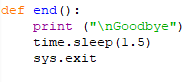 def end():
    print ("\nGoodbye")
    time.sleep(1.5)
    sys.exit